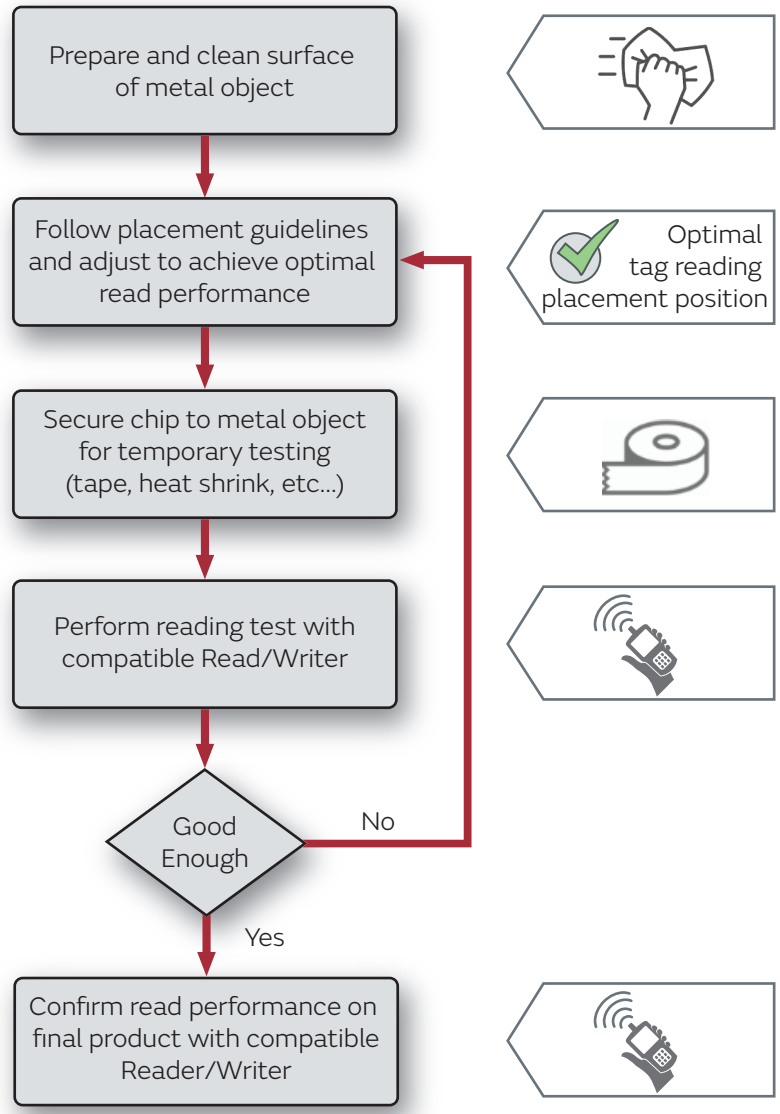 Prepare and clean surface
of metal object
Follow placement guidelines
and adjust to achieve optimal
read performance
Optimal
tag reading
placement position
Secure chip to metal object
for temporary testing
(tape, heat shrink, etc...)
Perform reading test with
compatible Read/Writer
Good
Enough
No
Yes
Confirm read performance on
final product with compatible
Reader/Writer